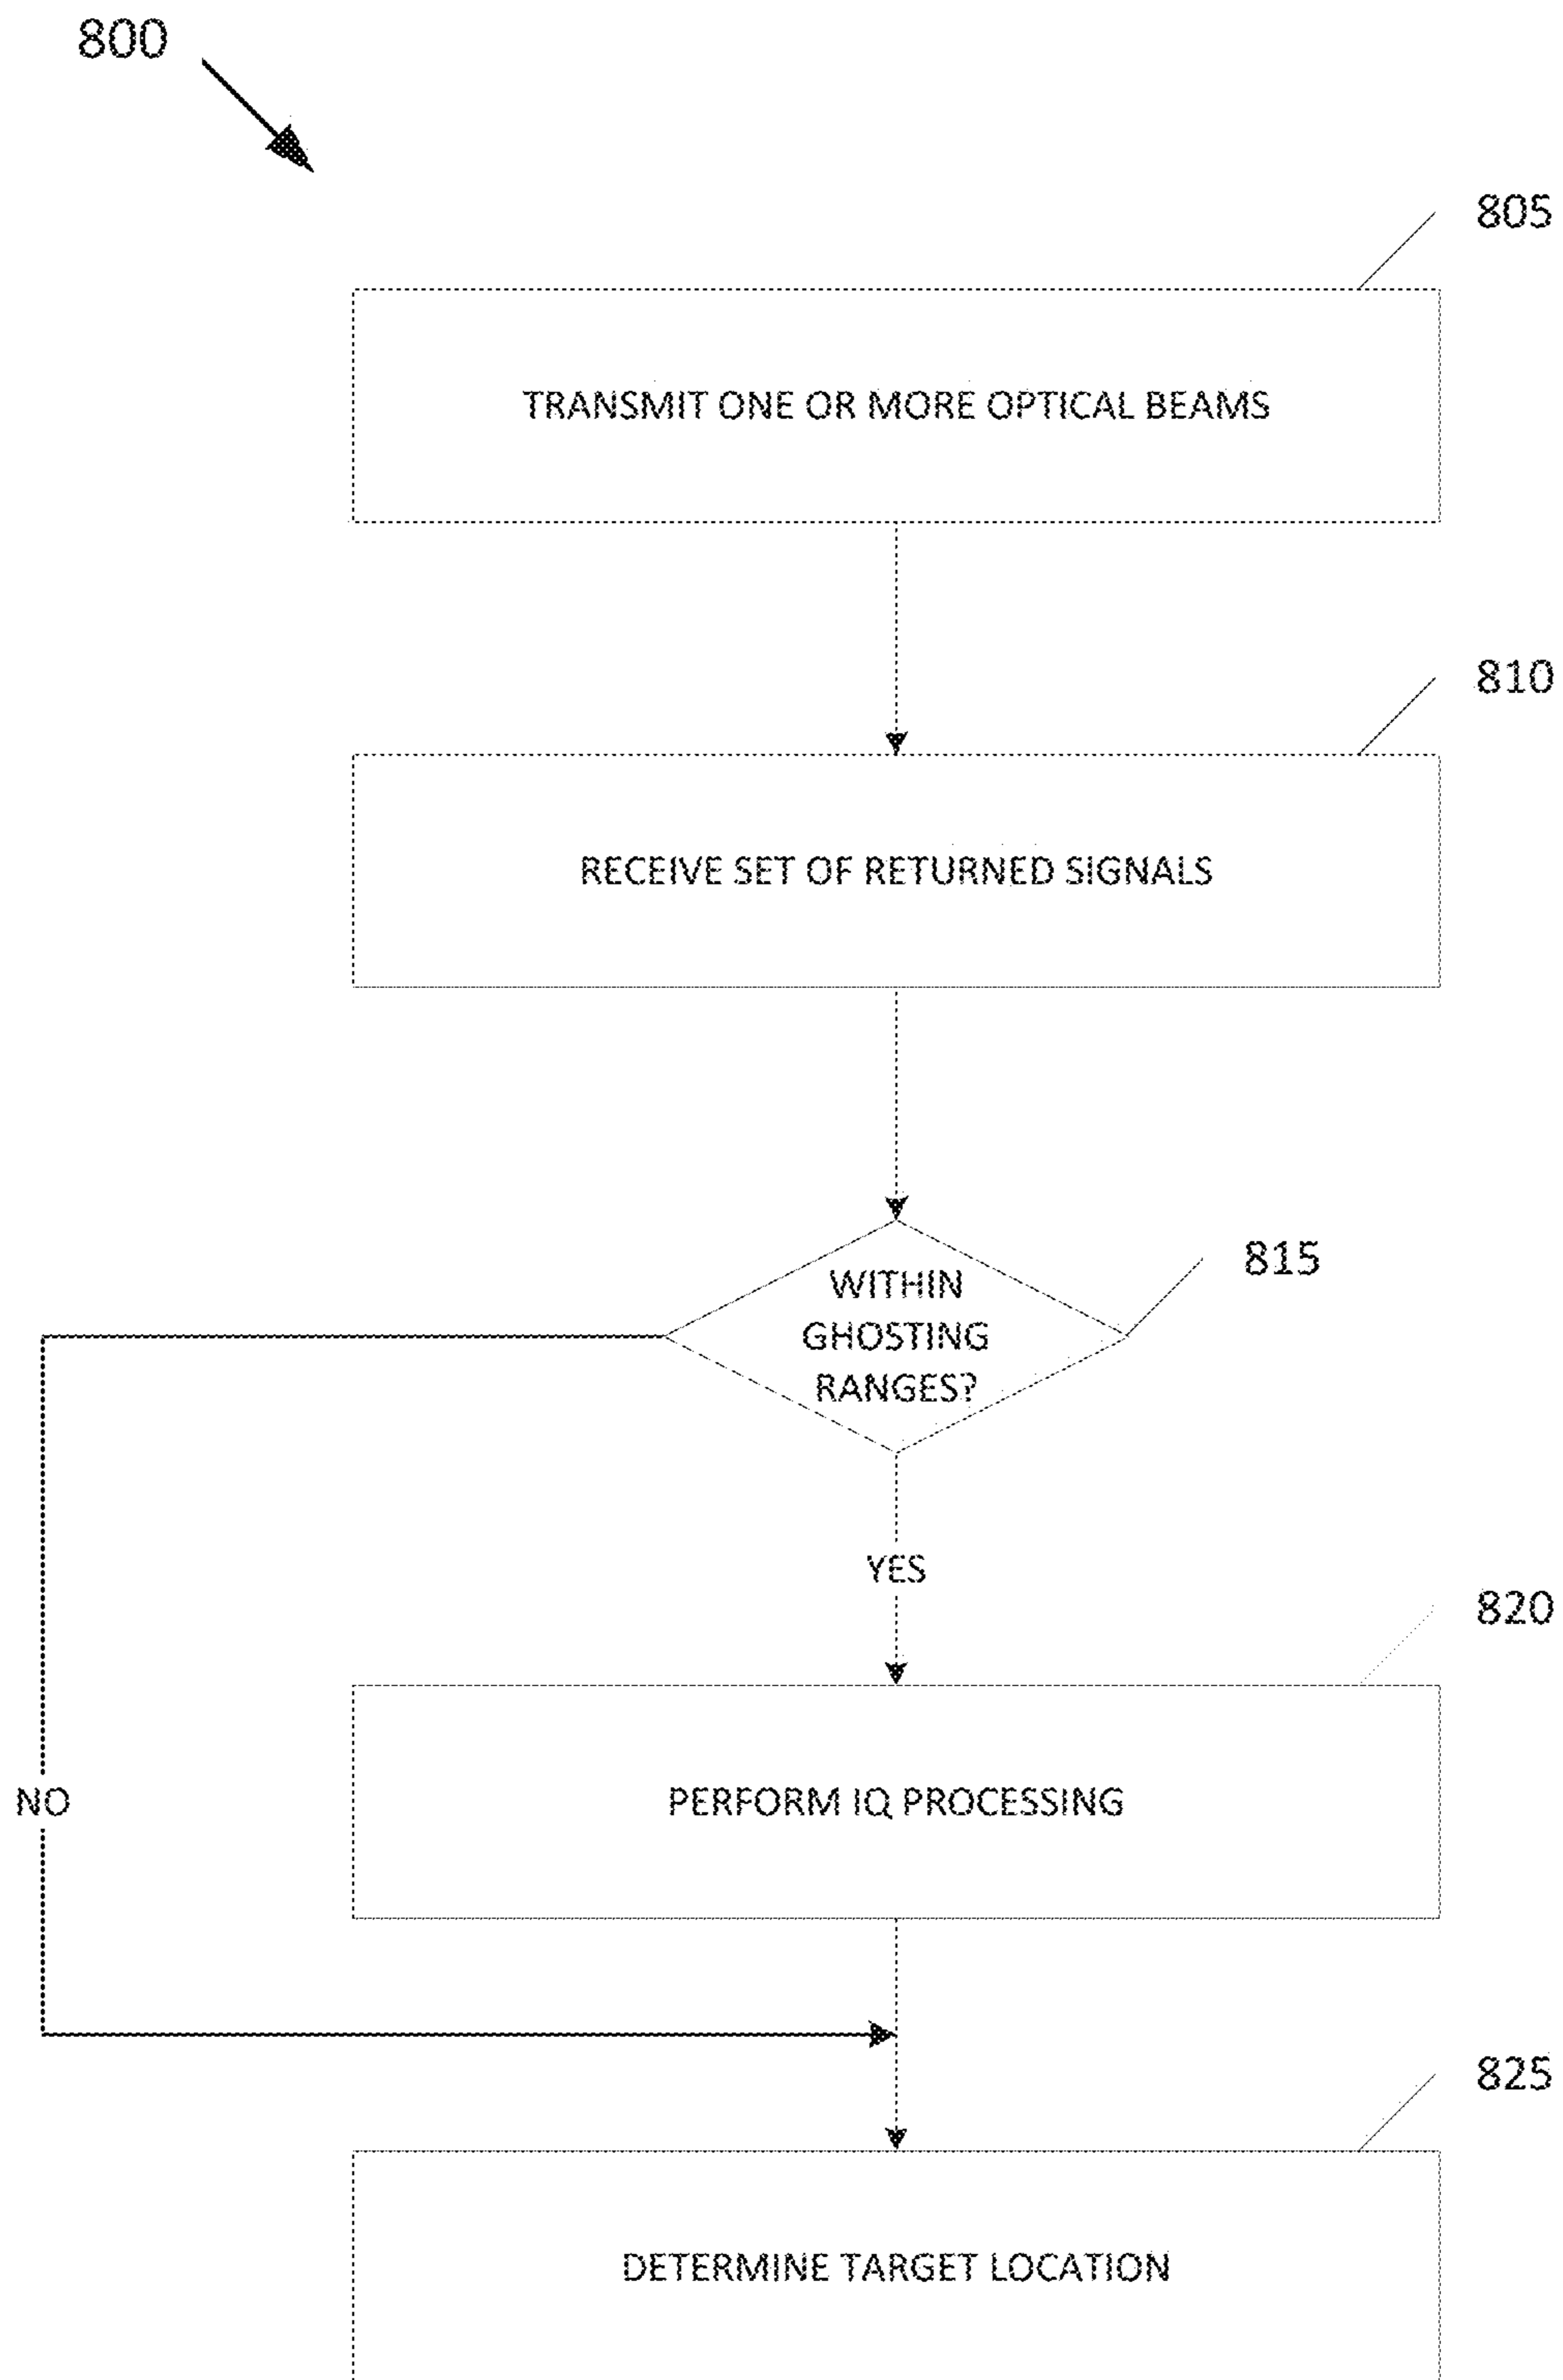 800
805
TRANSMIT ONE OR MORE OPTICAL BEAMS
810
RECEIVE SET OF RETURNED SIGNALS
815
WITHIN
GHOSTING
RANGES?
YES
820
PERFORM IQ PROCESSING
NO
825
DETERMINE TARGET LOCATION